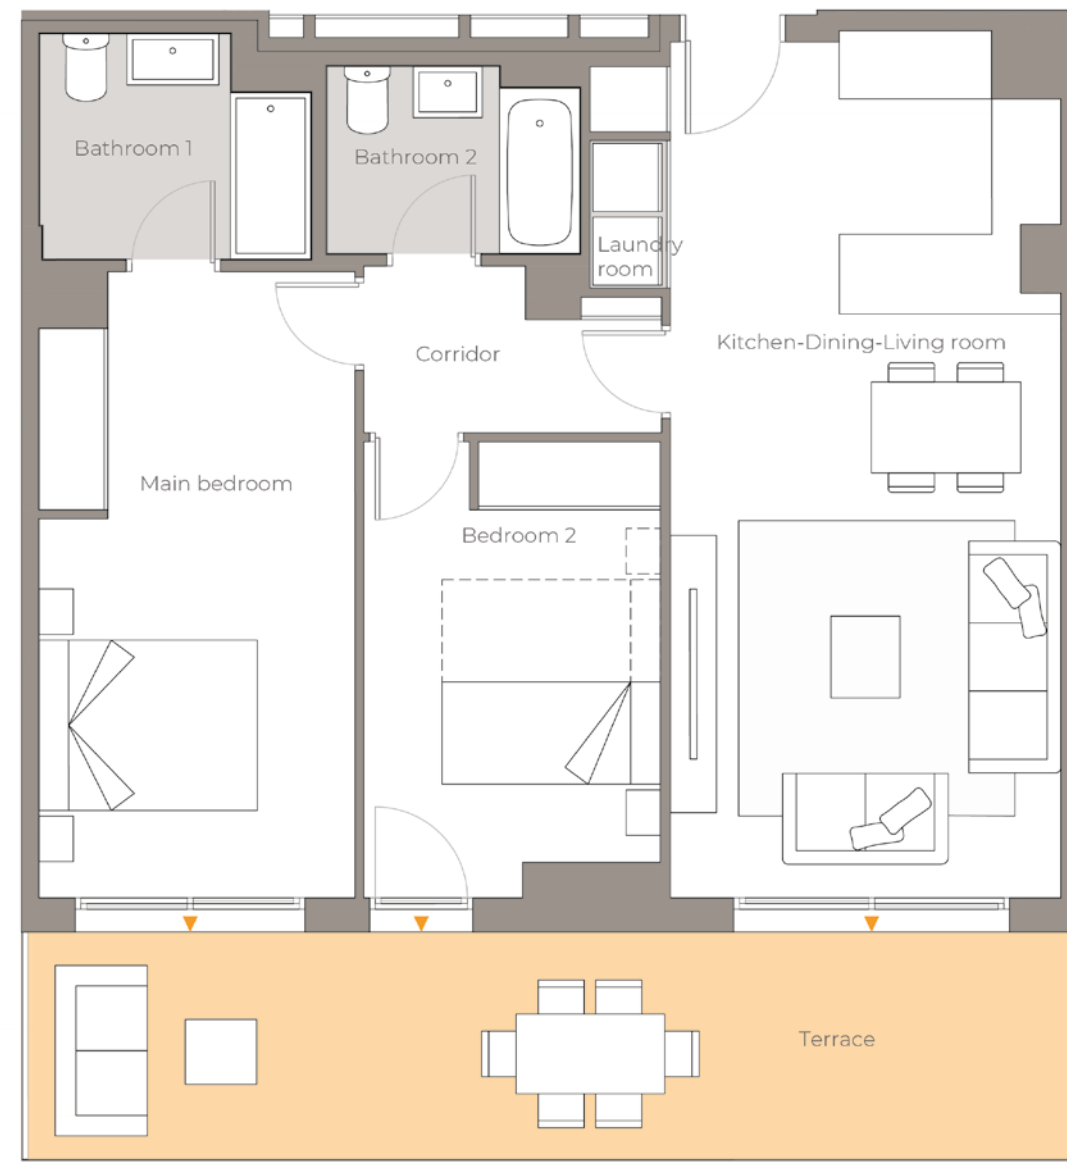 Bathroom 1
Bathroom 2
Laundry
room
Kitchen-Dining-Living room
Corridor
Main bedroom
Bedroom 2
Terrace